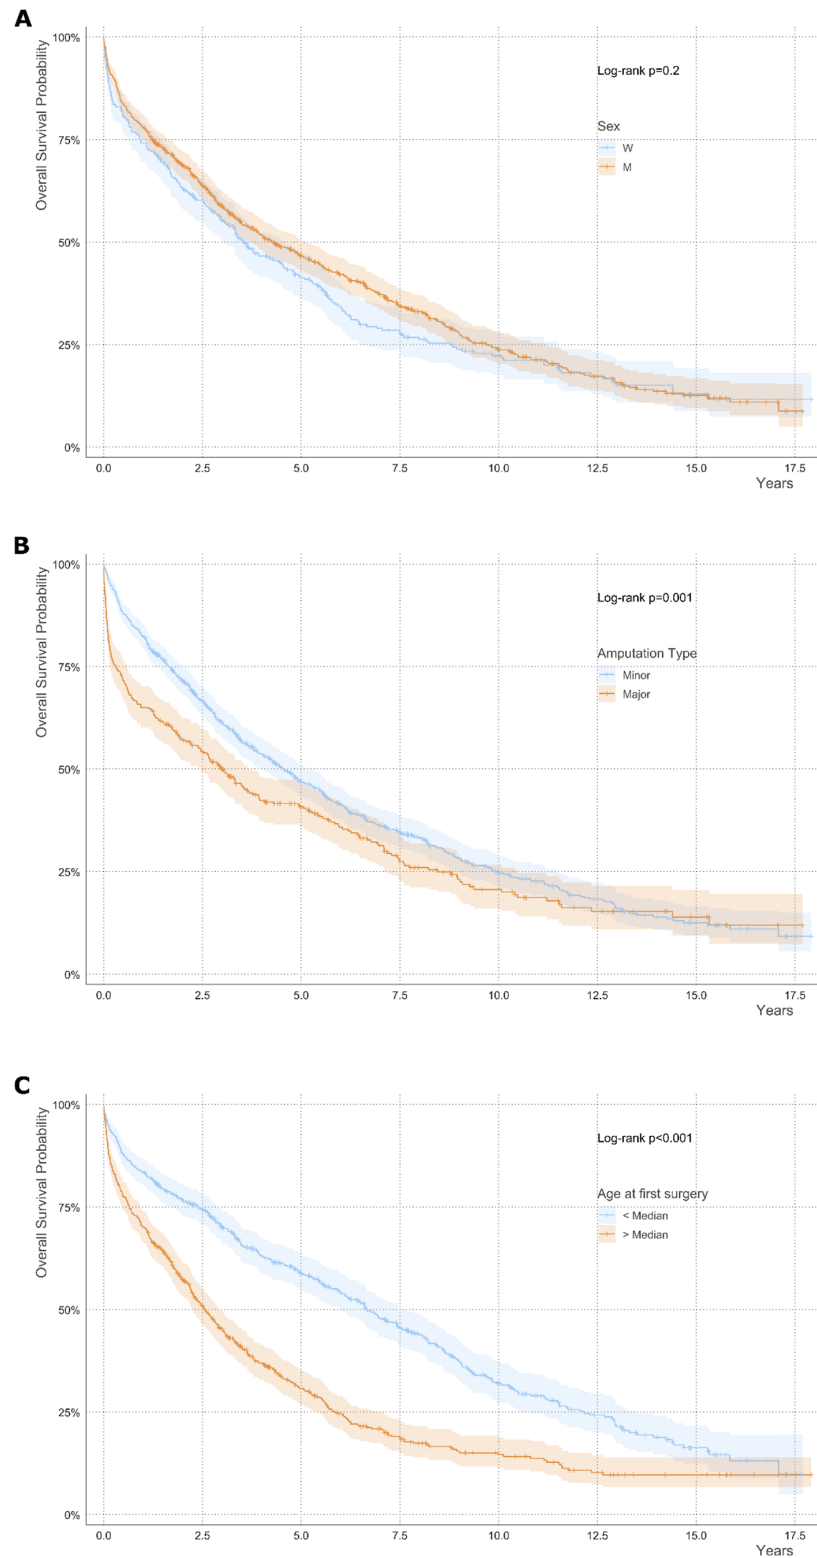 A
Overall Survival Probability
100%
75%
50%
25%
0%
Log-rank p=0.2
Sex
W
M
0.0 2.5 5.0 7.5 10.0 12.5 15.0 17.5
Years
B
Overall Survival Probability
100%
75%
50%
25%
0%
Log-rank p=0.001
Amputation Type
Minor
Major
0.0 2.5 5.0 7.5 10.0 12.5 15.0 17.5
Years
C
Overall Survival Probability
100%
75%
50%
25%
0%
Log-rank p<0.001
Age at first surgery
< Median
> Median
0.0 2.5 5.0 7.5 10.0 12.5 15.0 17.5
Years